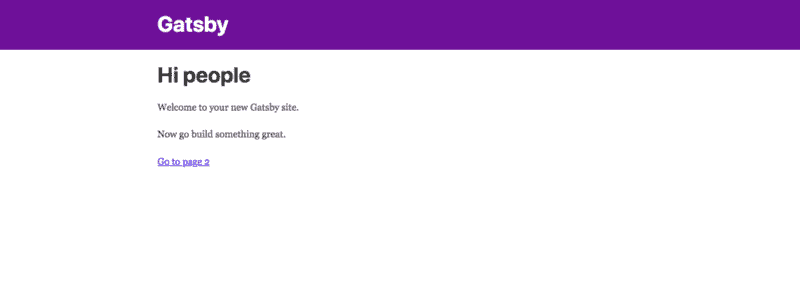 Gatsby
Hi people
Welcome to your new Gatsby site.
Now go build something great.
Go to page 2